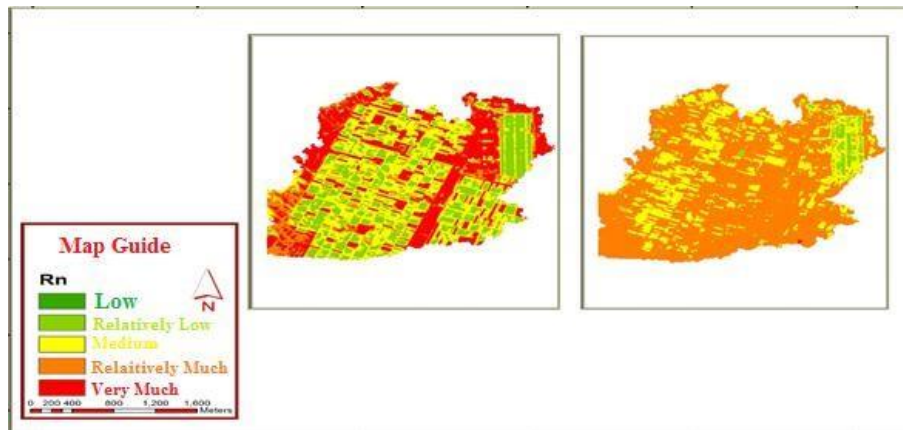 Map Guide
Rn
N
Low
Relatively Low
Medium
Relaitively Much
Very Much
0 200 400 800 1,200 1,600
Meters